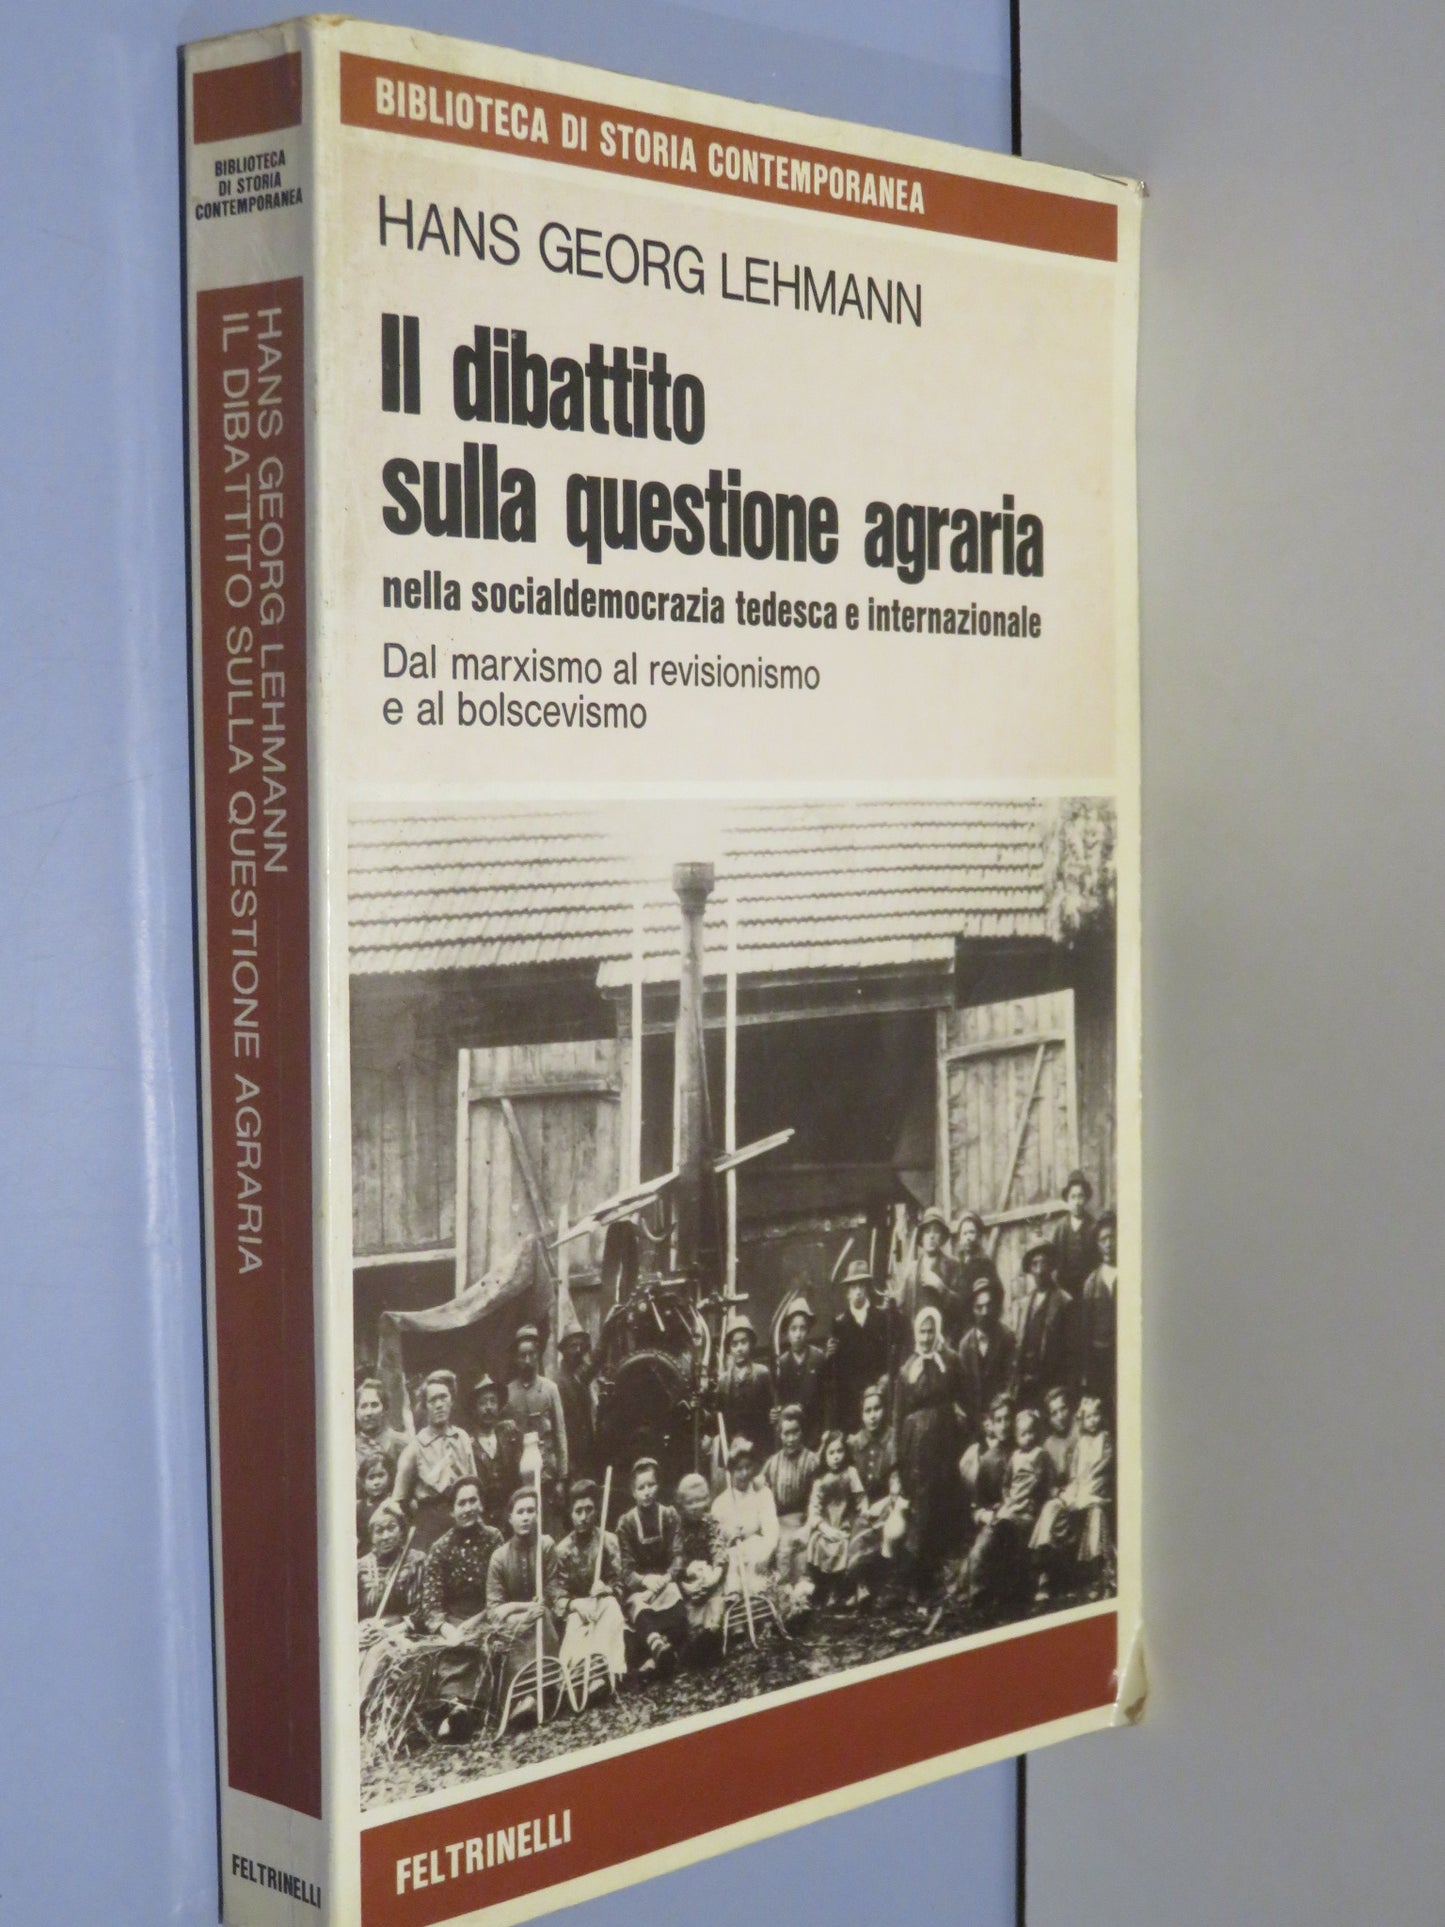 BIBLIOTECA
DI STORIA
CONTEMPORANEA
HANS GEORG LEHMANN
IL DIBATTITO SULLA QUESTIONE AGRARIA
FELTRINELLI
BIBLIOTECA DI STORIA CONTEMPORANEA
HANS GEORG LEHMANN
Il dibattito
sulla questione agraria
nella socialdemocrazia tedesca e internazionale
Dal marxismo al revisionismo
e al bolscevismo
FELTRINELLI